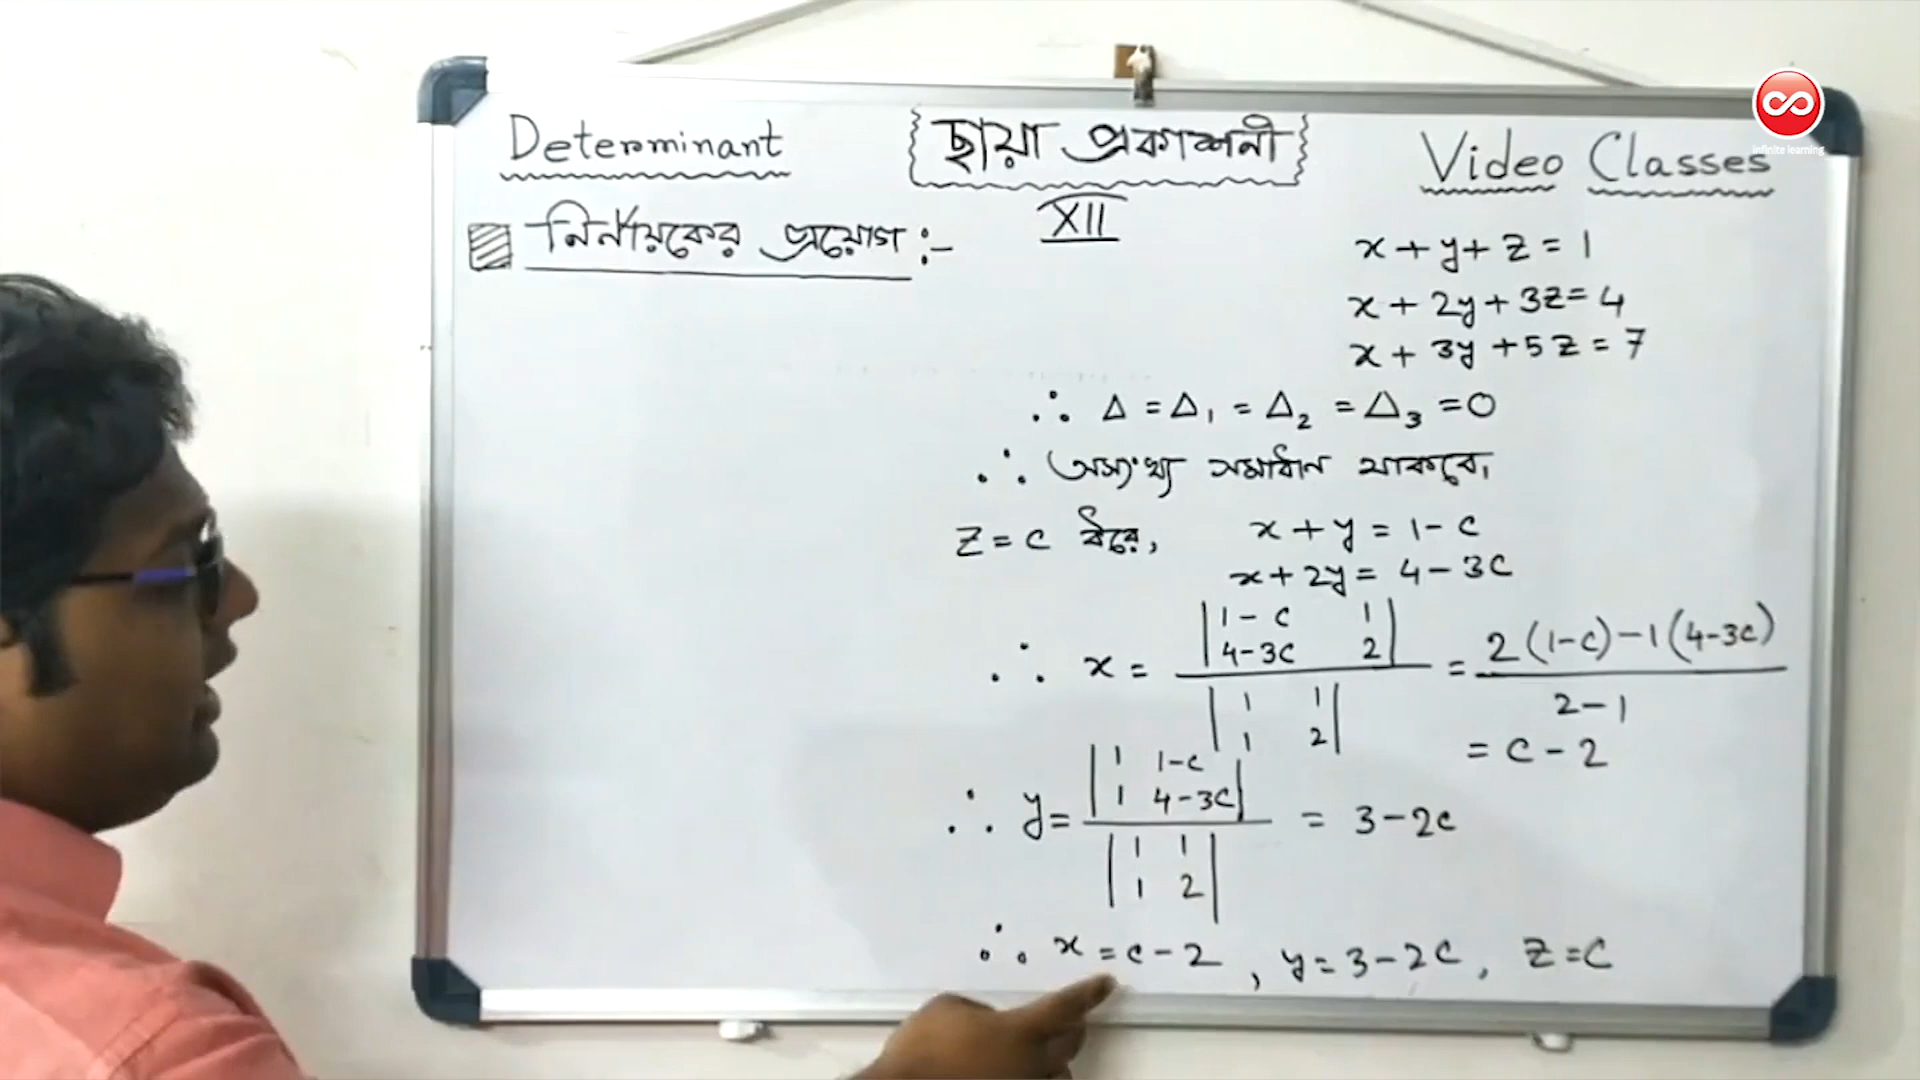 Determinant
ছায়া প্রকাশনী
Video Classes
infinite learning
নির্ণায়কের প্রয়োগ :-
XII
x + y + z = 1
x + 2y + 3z = 4
x + 3y + 5z = 7
∴ Δ = Δ₁ = Δ₂ = Δ₃ = 0
∴ অসংখ্য সমাধান থাকবে।
z = c ধরে, x + y = 1 - c
x + 2y = 4 - 3c
∴ x = |1 - c 1; 4 - 3c 2| / |1 1; 1 2| = 2(1-c) - 1(4-3c) / 2 - 1
= c - 2
∴ y = |1 1-c; 1 4-3c| / |1 1; 1 2| = 3 - 2c
∴ x = c - 2, y = 3 - 2c, z = c